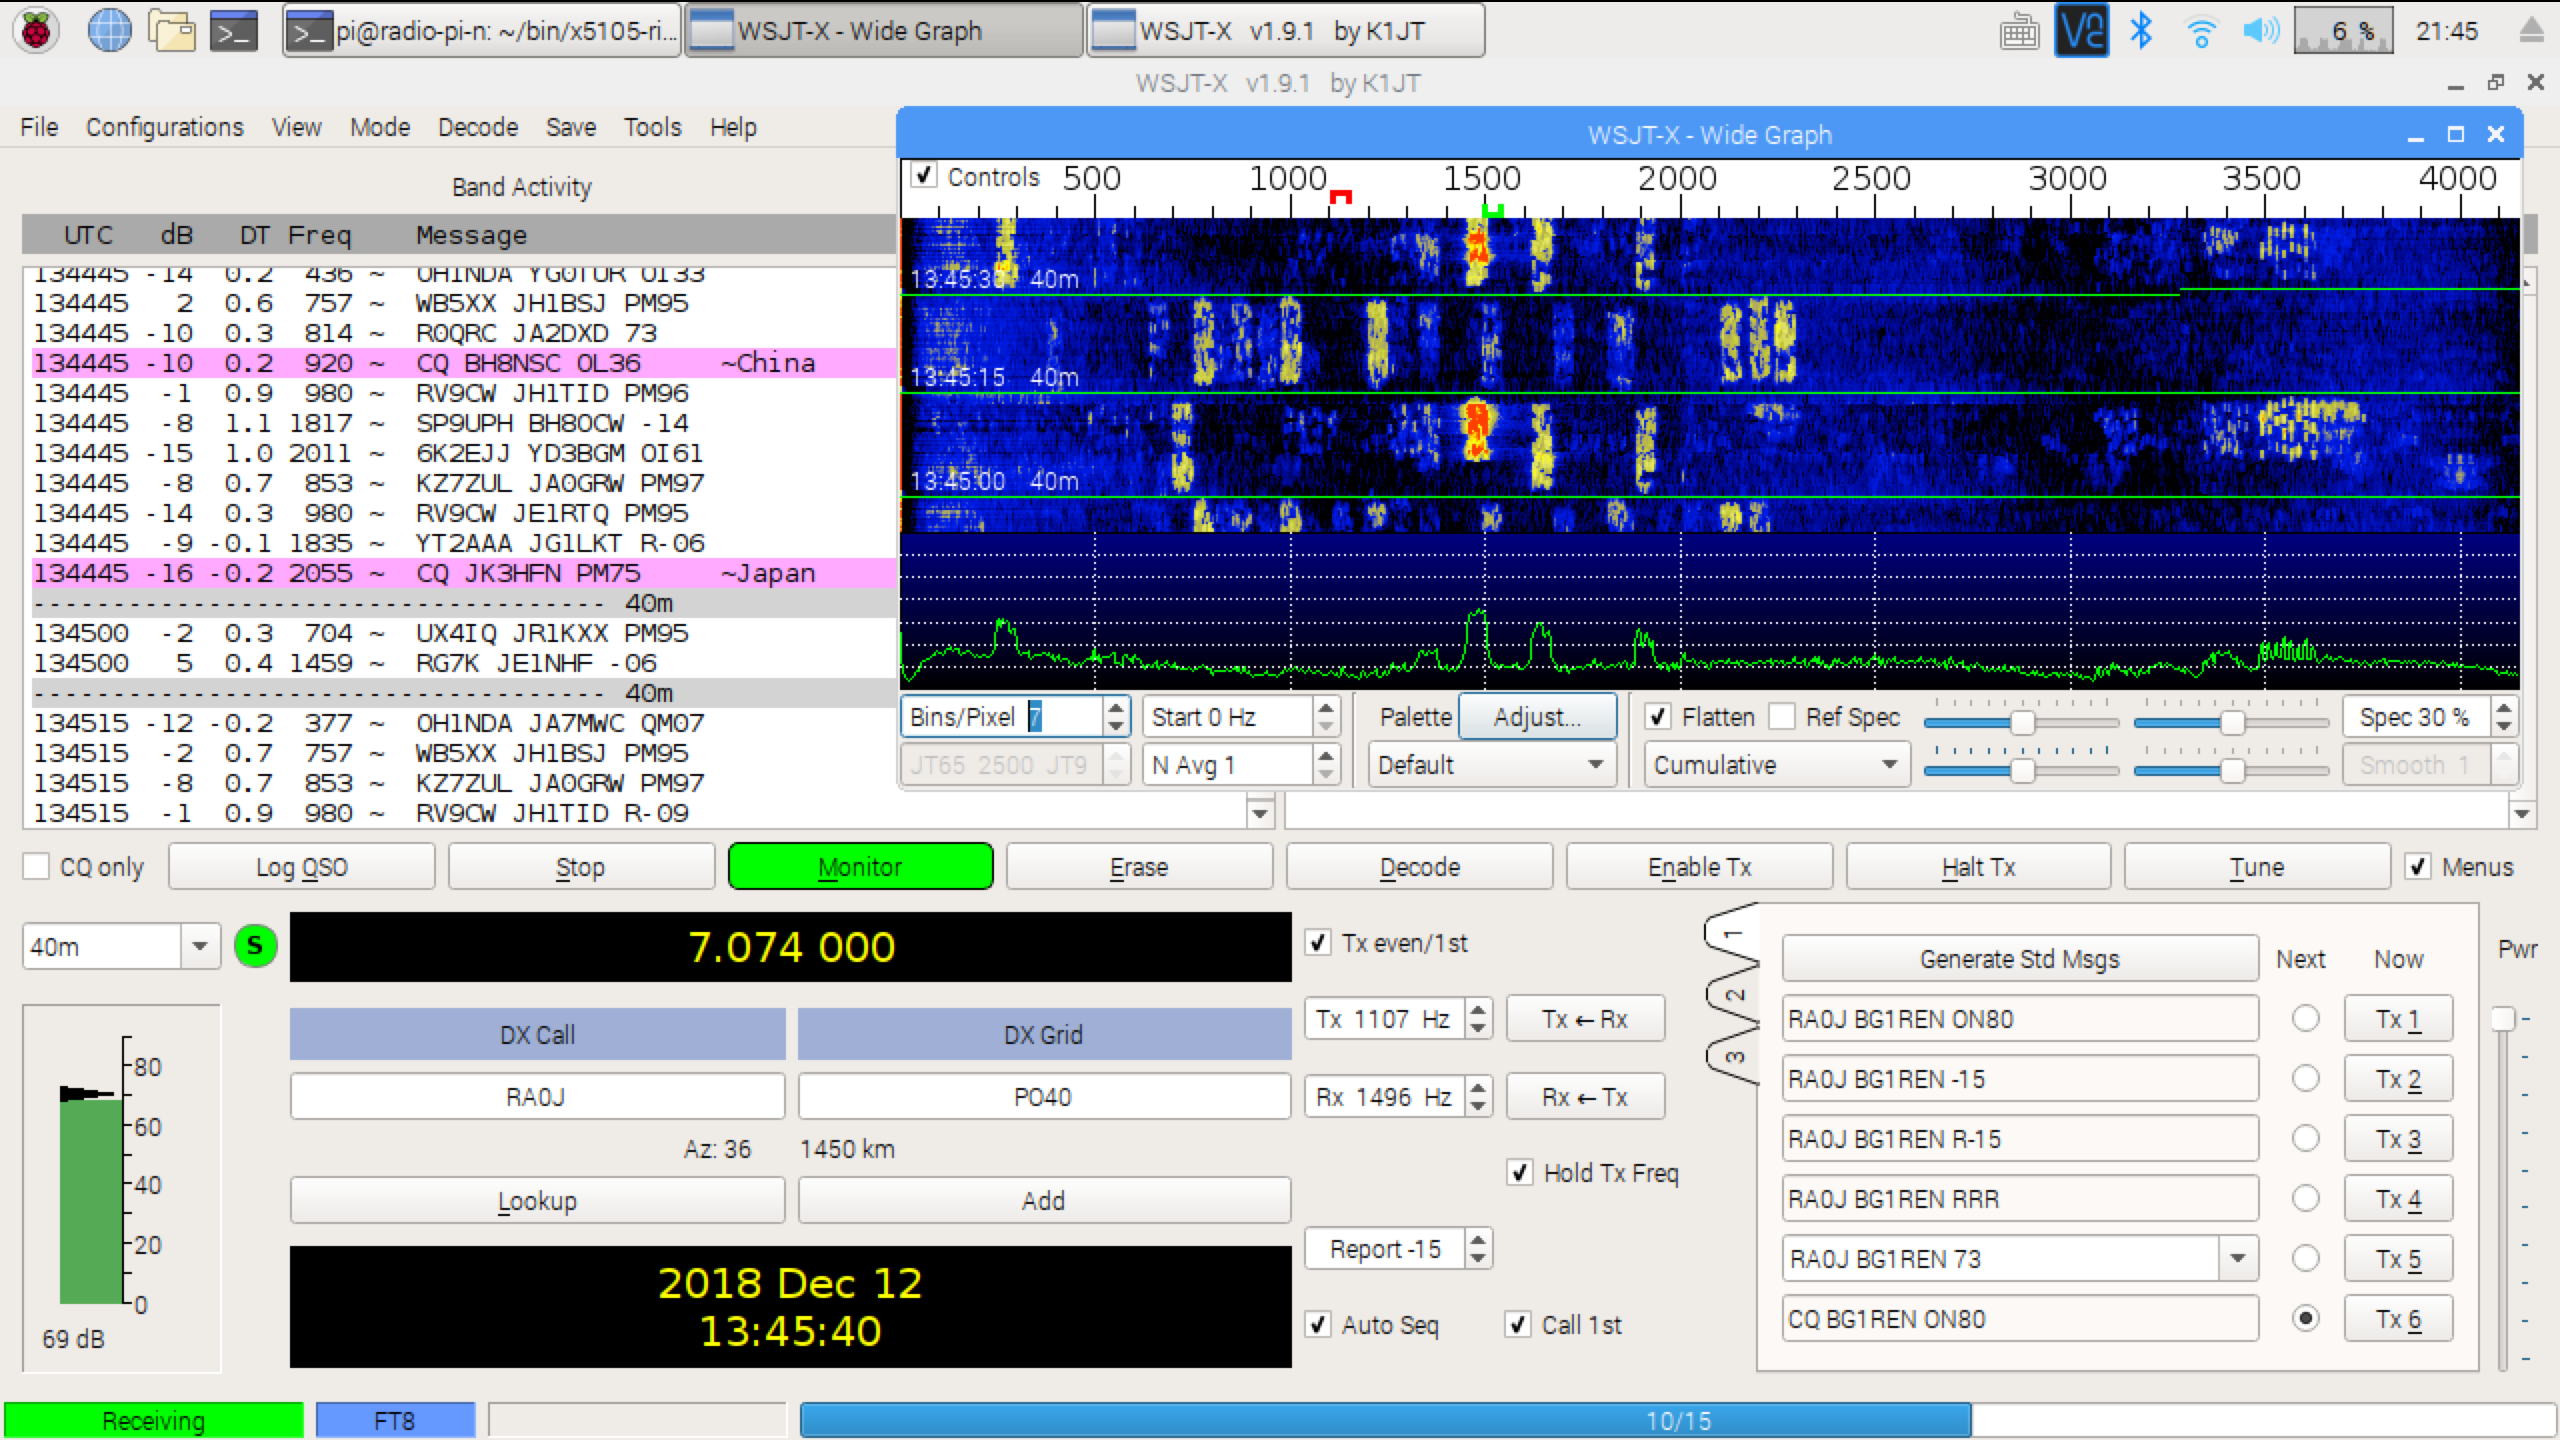 pi@radio-pi-n: ~/bin/x5105-ri...
WSJT-X - Wide Graph
WSJT-X v1.9.1 by K1JT
6 %
21:45
WSJT-X v1.9.1 by K1JT
File Configurations View Mode Decode Save Tools Help
Band Activity
UTC dB DT Freq Message
134445 -14 0.2 436 ~ OH1NDA YG0TUR OI33
134445 2 0.6 757 ~ WB5XX JH1BSJ PM95
134445 -10 0.3 814 ~ R0QRC JA2DXD 73
134445 -10 0.2 920 ~ CQ BH8NSC OL36 ~China
134445 -1 0.9 980 ~ RV9CW JH1TID PM96
134445 -8 1.1 1817 ~ SP9UPH BH8OCW -14
134445 -15 1.0 2011 ~ 6K2EJJ YD3BGM OI61
134445 -8 0.7 853 ~ KZ7ZUL JA0GRW PM97
134445 -14 0.3 980 ~ RV9CW JE1RTQ PM95
134445 -9 -0.1 1835 ~ YT2AAA JG1LKT R-06
134445 -16 -0.2 2055 ~ CQ JK3HFN PM75 ~Japan
------------------------------------ 40m
134500 -2 0.3 704 ~ UX4IQ JR1KXX PM95
134500 5 0.4 1459 ~ RG7K JE1NHF -06
------------------------------------ 40m
134515 -12 -0.2 377 ~ OH1NDA JA7MWC QM07
134515 -2 0.7 757 ~ WB5XX JH1BSJ PM95
134515 -8 0.7 853 ~ KZ7ZUL JA0GRW PM97
134515 -1 0.9 980 ~ RV9CW JH1TID R-09
WSJT-X - Wide Graph
Controls 500 1000 1500 2000 2500 3000 3500 4000
13:45:30 40m
13:45:15 40m
13:45:00 40m
Bins/Pixel 7 Start 0 Hz Palette Adjust... Flatten Ref Spec Spec 30 %
JT65 2500 JT9 N Avg 1 Default Cumulative Smooth 1
CQ only Log QSO Stop Monitor Erase Decode Enable Tx Halt Tx Tune Menus
40m S 7.074 000
80
60
40
20
0
69 dB
DX Call DX Grid
RA0J PO40
Az: 36 1450 km
Lookup Add
2018 Dec 12
13:45:40
Tx even/1st
Tx 1107 Hz Tx ← Rx
Rx 1496 Hz Rx ← Tx
Hold Tx Freq
Report -15
Auto Seq Call 1st
1
2
3
Generate Std Msgs Next Now Pwr
RA0J BG1REN ON80 Tx 1
RA0J BG1REN -15 Tx 2
RA0J BG1REN R-15 Tx 3
RA0J BG1REN RRR Tx 4
RA0J BG1REN 73 Tx 5
CQ BG1REN ON80 Tx 6
Receiving FT8 10/15